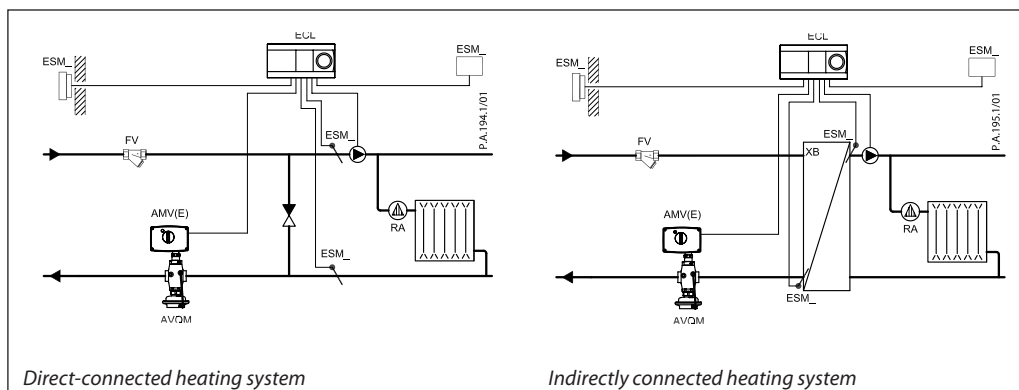 ECL
ESM_
ESM_
P.A.194.1/01
FV
ESM_
AMV(E)
RA
ESM_
AVQM
Direct-connected heating system
ECL
ESM_
ESM_
P.A.195.1/01
FV
ESM_
XB
AMV(E)
RA
ESM_
AVQM
Indirectly connected heating system